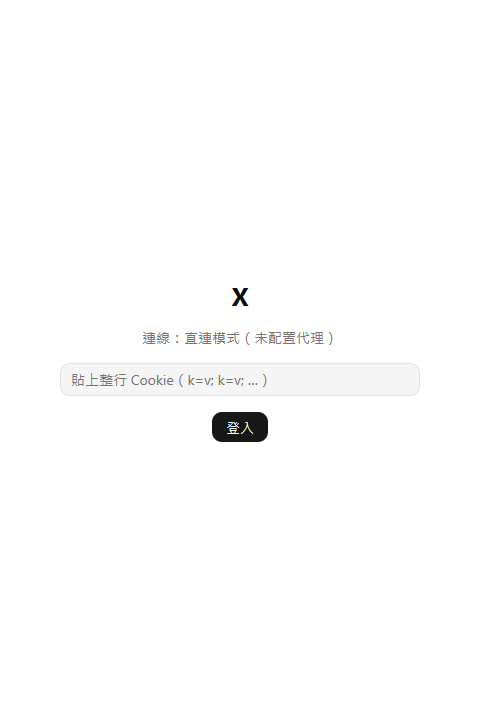 X
連線：直連模式（未配置代理）
貼上整行 Cookie（k=v; k=v; ...）
登入